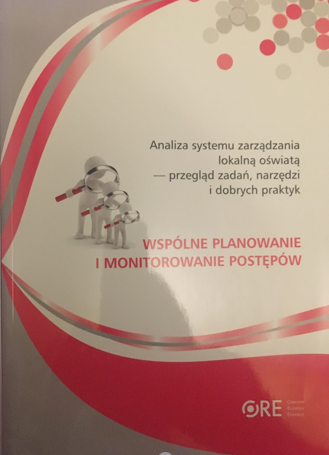 Analiza systemu zarządzania
lokalną oświatą
— przegląd zadań, narzędzi
i dobrych praktyk
WSPÓLNE PLANOWANIE
I MONITOROWANIE POSTĘPÓW
ORE